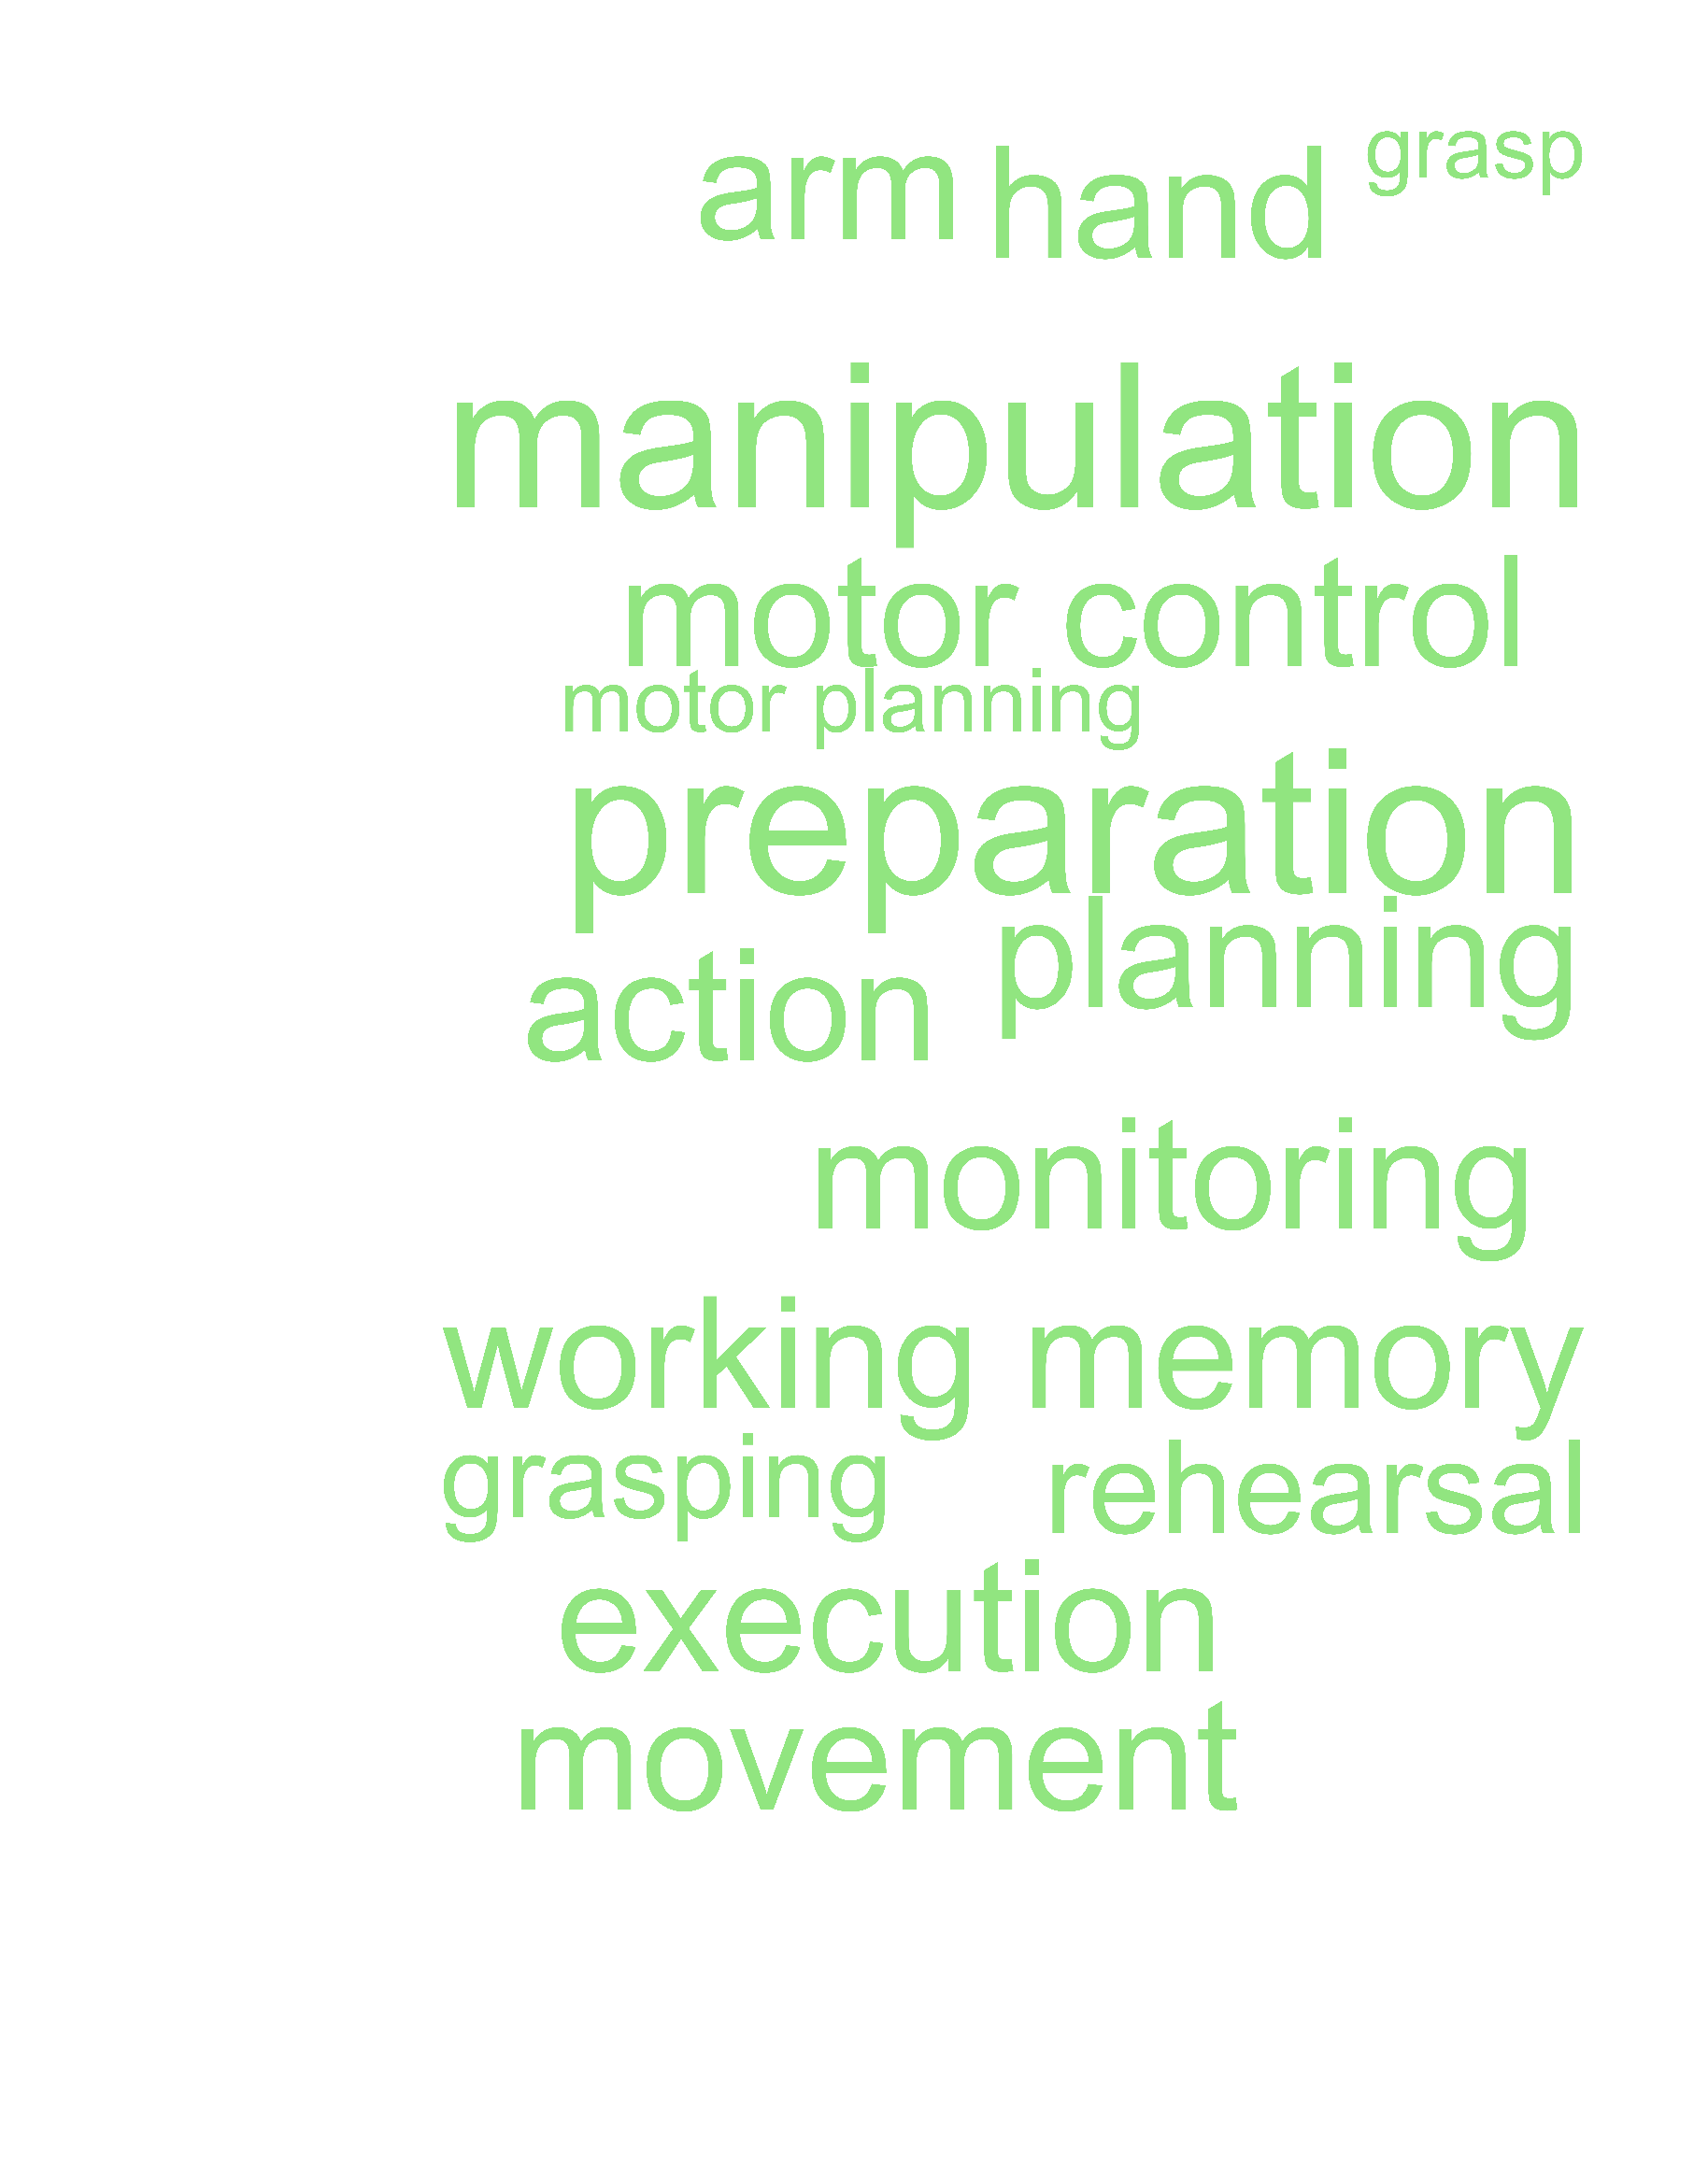 arm hand grasp
manipulation
motor control
motor planning
preparation
action planning
monitoring
working memory
grasping rehearsal
execution
movement